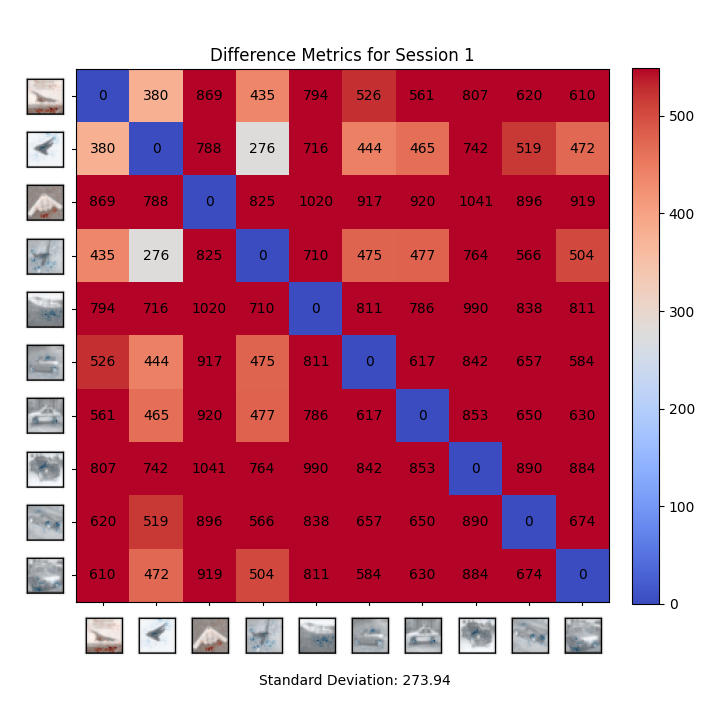 Difference Metrics for Session 1
0 380 869 435 794 526 561 807 620 610
380 0 788 276 716 444 465 742 519 472
869 788 0 825 1020 917 920 1041 896 919
435 276 825 0 710 475 477 764 566 504
794 716 1020 710 0 811 786 990 838 811
526 444 917 475 811 0 617 842 657 584
561 465 920 477 786 617 0 853 650 630
807 742 1041 764 990 842 853 0 890 884
620 519 896 566 838 657 650 890 0 674
610 472 919 504 811 584 630 884 674 0
500
400
300
200
100
0
Standard Deviation: 273.94